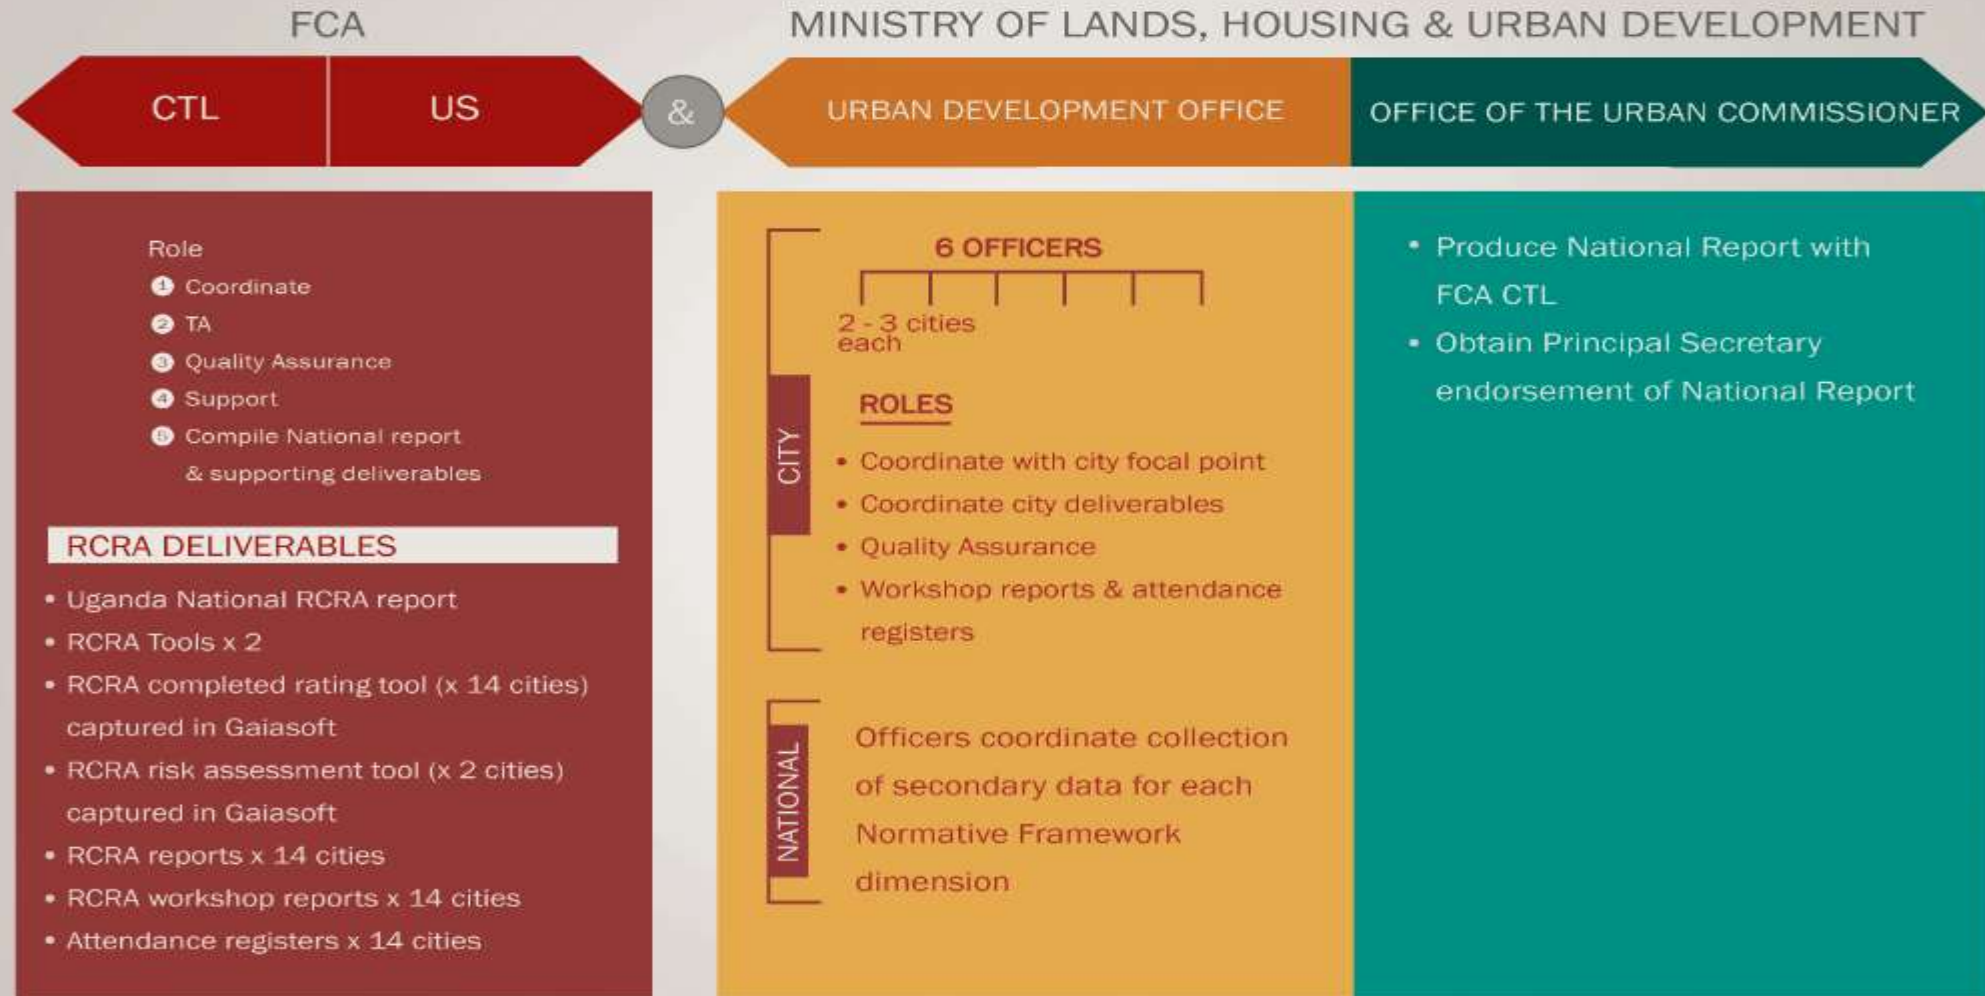 FCA
MINISTRY OF LANDS, HOUSING & URBAN DEVELOPMENT
CTL
US
&
URBAN DEVELOPMENT OFFICE
OFFICE OF THE URBAN COMMISSIONER
Role
1 Coordinate
2 TA
3 Quality Assurance
4 Support
5 Compile National report
& supporting deliverables
RCRA DELIVERABLES
• Uganda National RCRA report
• RCRA Tools x 2
• RCRA completed rating tool (x 14 cities)
captured in Gaiasoft
• RCRA risk assessment tool (x 2 cities)
captured in Gaiasoft
• RCRA reports x 14 cities
• RCRA workshop reports x 14 cities
• Attendance registers x 14 cities
6 OFFICERS
2 - 3 cities
each
CITY
ROLES
• Coordinate with city focal point
• Coordinate city deliverables
• Quality Assurance
• Workshop reports & attendance
registers
NATIONAL
Officers coordinate collection
of secondary data for each
Normative Framework
dimension
• Produce National Report with
FCA CTL
• Obtain Principal Secretary
endorsement of National Report